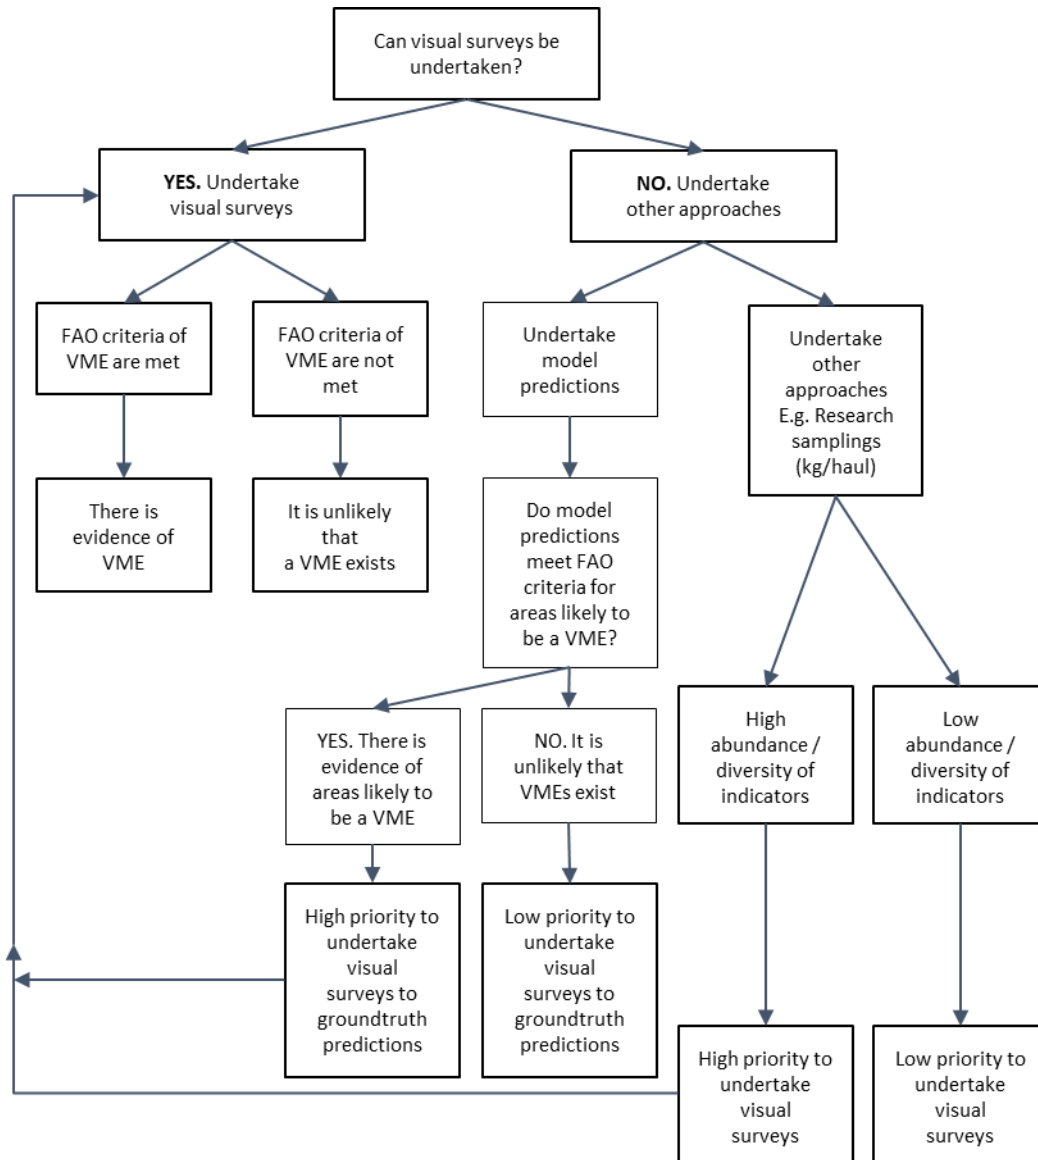 Can visual surveys be
undertaken?
YES. Undertake
visual surveys
NO. Undertake
other approaches
FAO criteria of
VME are met
FAO criteria of
VME are not
met
Undertake
model
predictions
Undertake
other
approaches
E.g. Research
samplings
(kg/haul)
There is
evidence of
VME
It is unlikely
that
a VME exists
Do model
predictions
meet FAO
criteria for
areas likely to
be a VME?
YES. There is
evidence of
areas likely to
be a VME
NO. It is
unlikely that
VMEs exist
High
abundance /
diversity of
indicators
Low
abundance /
diversity of
indicators
High priority to
undertake
visual
surveys to
groundtruth
predictions
Low priority to
undertake
visual
surveys to
groundtruth
predictions
High priority to
undertake
visual
surveys
Low priority to
undertake
visual
surveys